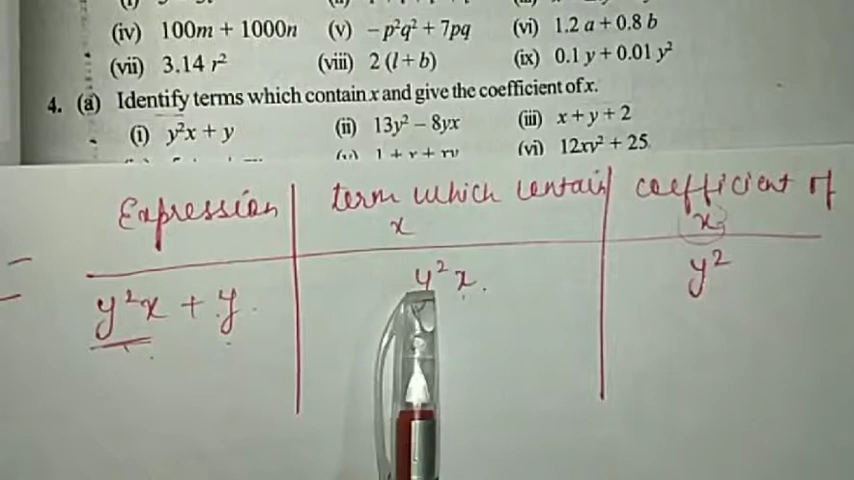 (iv) 100m + 1000n (v) – p²q² + 7pq (vi) 1.2 a + 0.8 b
(vii) 3.14 r² (viii) 2 (l + b) (ix) 0.1 y + 0.01 y²
4. (a) Identify terms which contain x and give the coefficient of x.
(i) y²x + y (ii) 13y² – 8yx (iii) x + y + 2
(vi) 12xy² + 25
Expression term which contain coefficient of
x x
y²x + y. y²x. y²